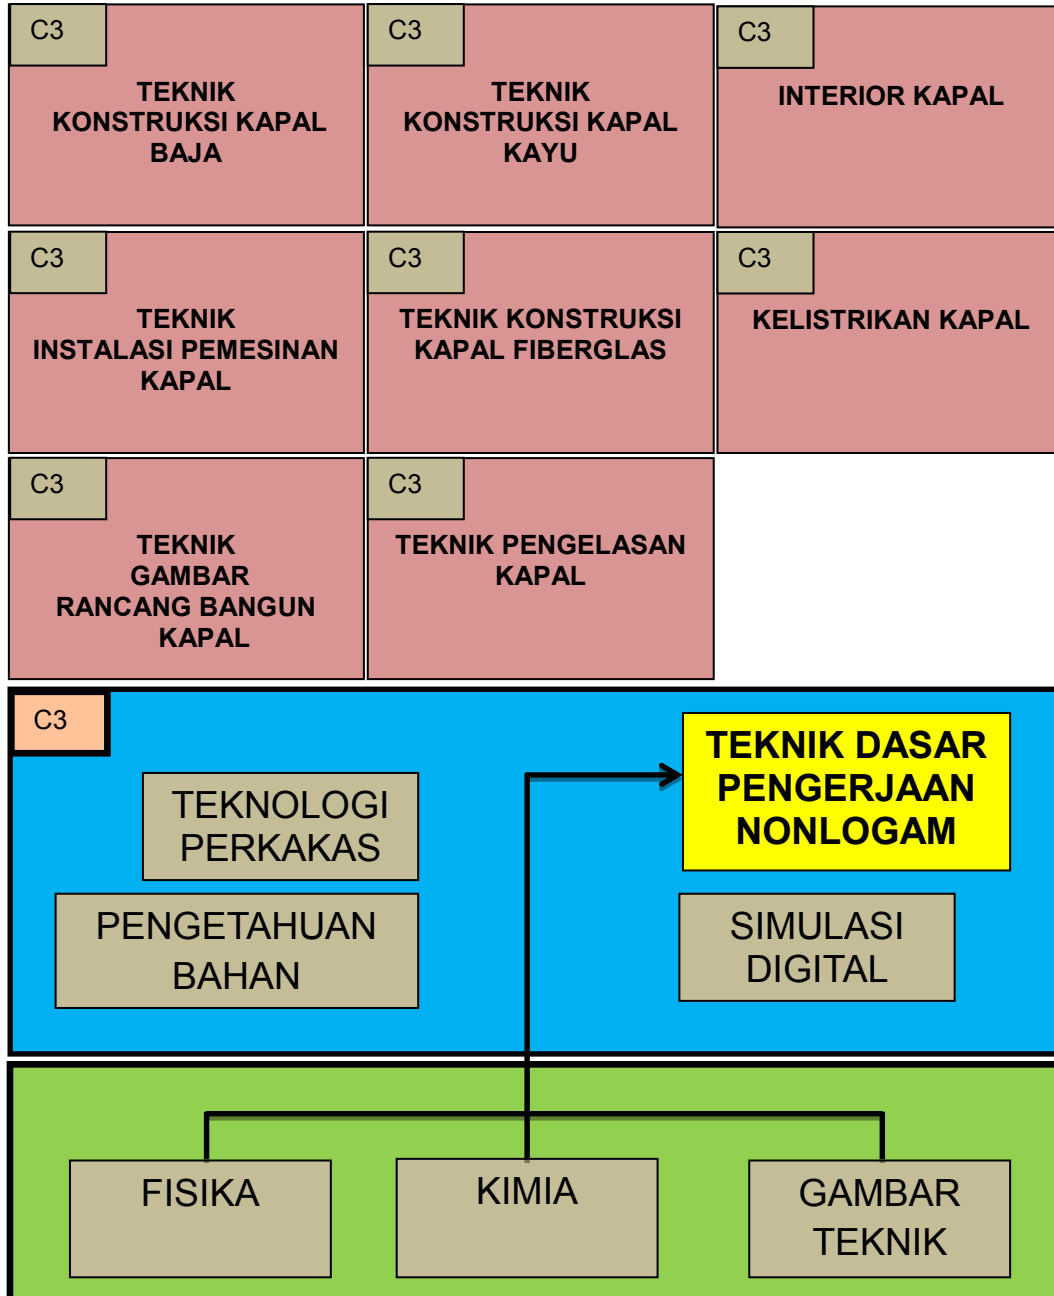 C3
TEKNIK
KONSTRUKSI KAPAL
BAJA
C3
TEKNIK
KONSTRUKSI KAPAL
KAYU
C3
INTERIOR KAPAL
C3
TEKNIK
INSTALASI PEMESINAN
KAPAL
C3
TEKNIK KONSTRUKSI
KAPAL FIBERGLAS
C3
KELISTRIKAN KAPAL
C3
TEKNIK
GAMBAR
RANCANG BANGUN
KAPAL
C3
TEKNIK PENGELASAN
KAPAL
C3
TEKNIK DASAR
PENGERJAAN
NONLOGAM
TEKNOLOGI
PERKAKAS
PENGETAHUAN
BAHAN
SIMULASI
DIGITAL
FISIKA
KIMIA
GAMBAR
TEKNIK